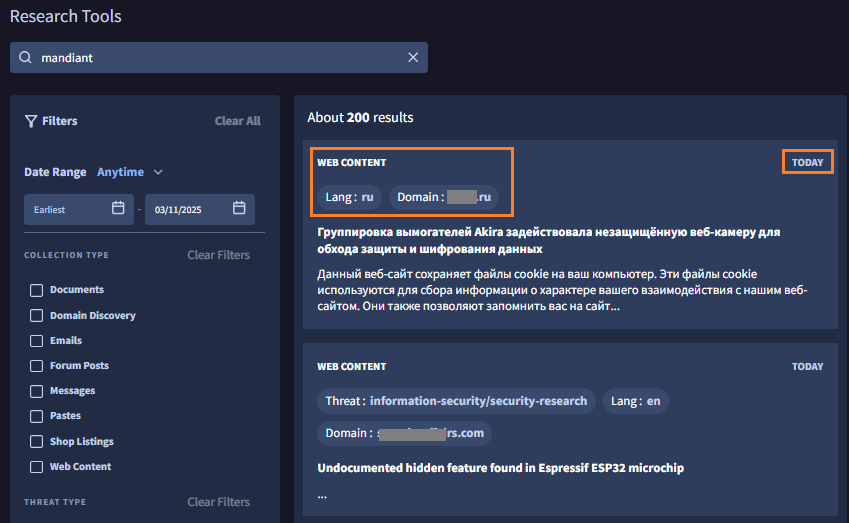 Research Tools
mandiant
Filters
Clear All
Date Range Anytime
Earliest - 03/11/2025
COLLECTION TYPE Clear Filters
Documents
Domain Discovery
Emails
Forum Posts
Messages
Pastes
Shop Listings
Web Content
THREAT TYPE Clear Filters
About 200 results
WEB CONTENT TODAY
Lang : ru Domain : .ru
Группировка вымогателей Akira задействовала незащищённую веб-камеру для
обхода защиты и шифрования данных
Данный веб-сайт сохраняет файлы cookie на ваш компьютер. Эти файлы cookie
используются для сбора информации о характере вашего взаимодействия с нашим веб-
сайтом. Они также позволяют запомнить вас на сайт...
WEB CONTENT TODAY
Threat : information-security/security-research Lang : en
Domain : rs.com
Undocumented hidden feature found in Espressif ESP32 microchip
...